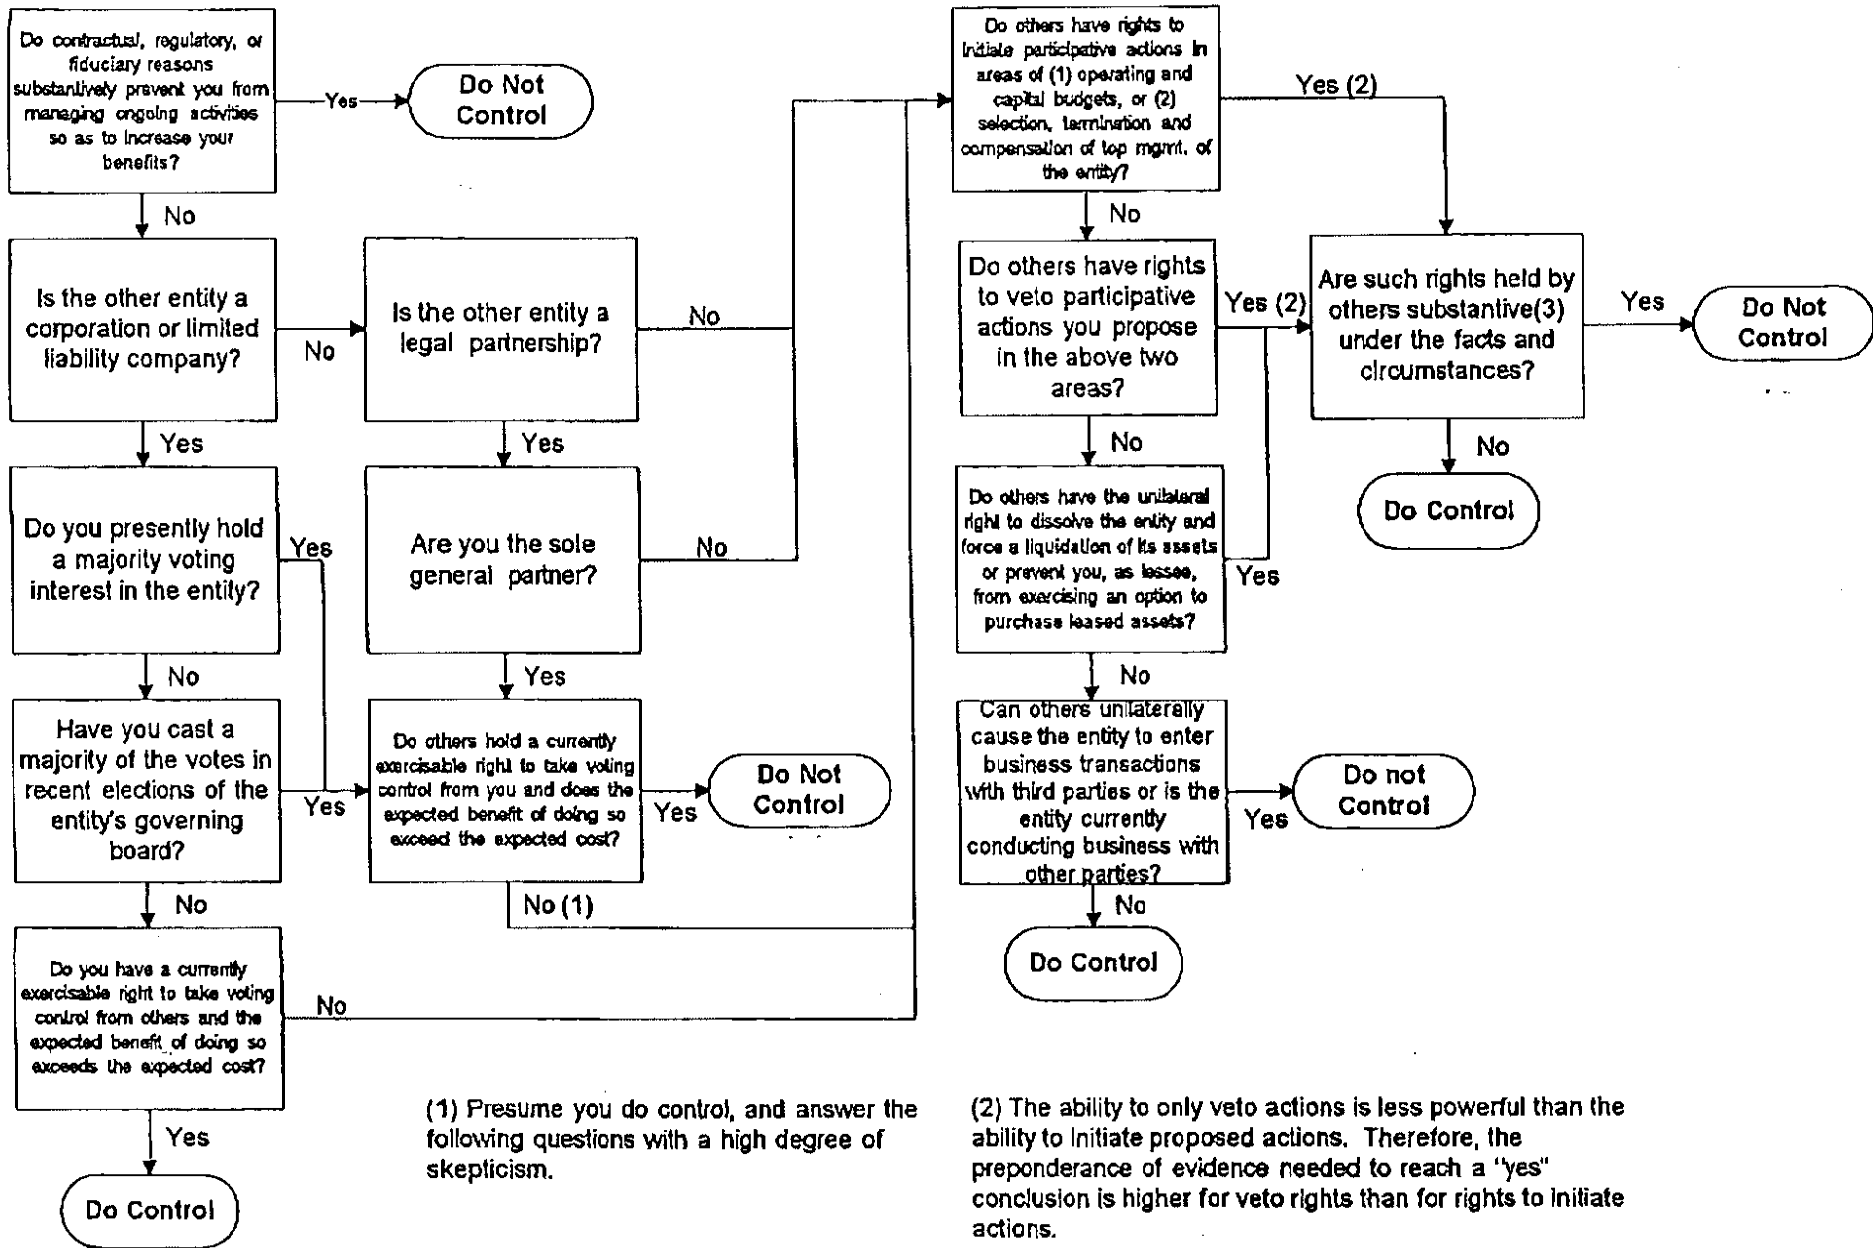 Do contractual, regulatory, or
fiduciary reasons
substantively prevent you from
managing ongoing activities
so as to increase your
benefits?
Yes
Do Not
Control
No
Is the other entity a
corporation or limited
liability company?
No
Is the other entity a
legal partnership?
No
Yes
Yes
Do you presently hold
a majority voting
interest in the entity?
Yes
Are you the sole
general partner?
No
No
Yes
Have you cast a
majority of the votes in
recent elections of the
entity's governing
board?
Yes
Do others hold a currently
exercisable right to take voting
control from you and does the
expected benefit of doing so
exceed the expected cost?
Yes
Do Not
Control
No
No (1)
Do you have a currently
exercisable right to take voting
control from others and the
expected benefit of doing so
exceeds the expected cost?
No
Yes
Do Control
Do others have rights to
initiate participative actions in
areas of (1) operating and
capital budgets, or (2)
selection, termination and
compensation of top mgmt. of
the entity?
Yes (2)
No
Do others have rights
to veto participative
actions you propose
in the above two
areas?
Yes (2)
Are such rights held by
others substantive(3)
under the facts and
circumstances?
Yes
Do Not
Control
No
No
Do Control
Do others have the unilateral
right to dissolve the entity and
force a liquidation of its assets
or prevent you, as lessee,
from exercising an option to
purchase leased assets?
Yes
No
Can others unilaterally
cause the entity to enter
business transactions
with third parties or is the
entity currently
conducting business with
other parties?
Yes
Do not
Control
No
Do Control
(1) Presume you do control, and answer the
following questions with a high degree of
skepticism.
(2) The ability to only veto actions is less powerful than the
ability to initiate proposed actions. Therefore, the
preponderance of evidence needed to reach a "yes"
conclusion is higher for veto rights than for rights to initiate
actions.